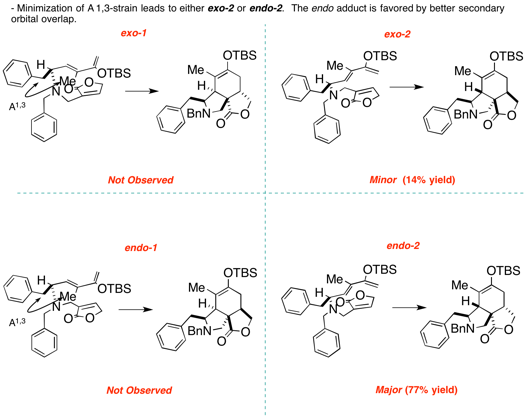 - Minimization of A 1,3-strain leads to either exo-2 or endo-2. The endo adduct is favored by better secondary
orbital overlap.
exo-1
H
Me
OTBS
N
O
O
A1,3
OTBS
Me
H
BnN
O
O
Not Observed
exo-2
Me
OTBS
H
N
O
O
OTBS
Me
H
BnN
O
O
Minor (14% yield)
endo-1
H
OTBS
Me
N
O
O
A1,3
OTBS
Me
H
BnN
O
O
Not Observed
endo-2
Me
OTBS
H
O
O
N
OTBS
Me
H
BnN
O
O
Major (77% yield)